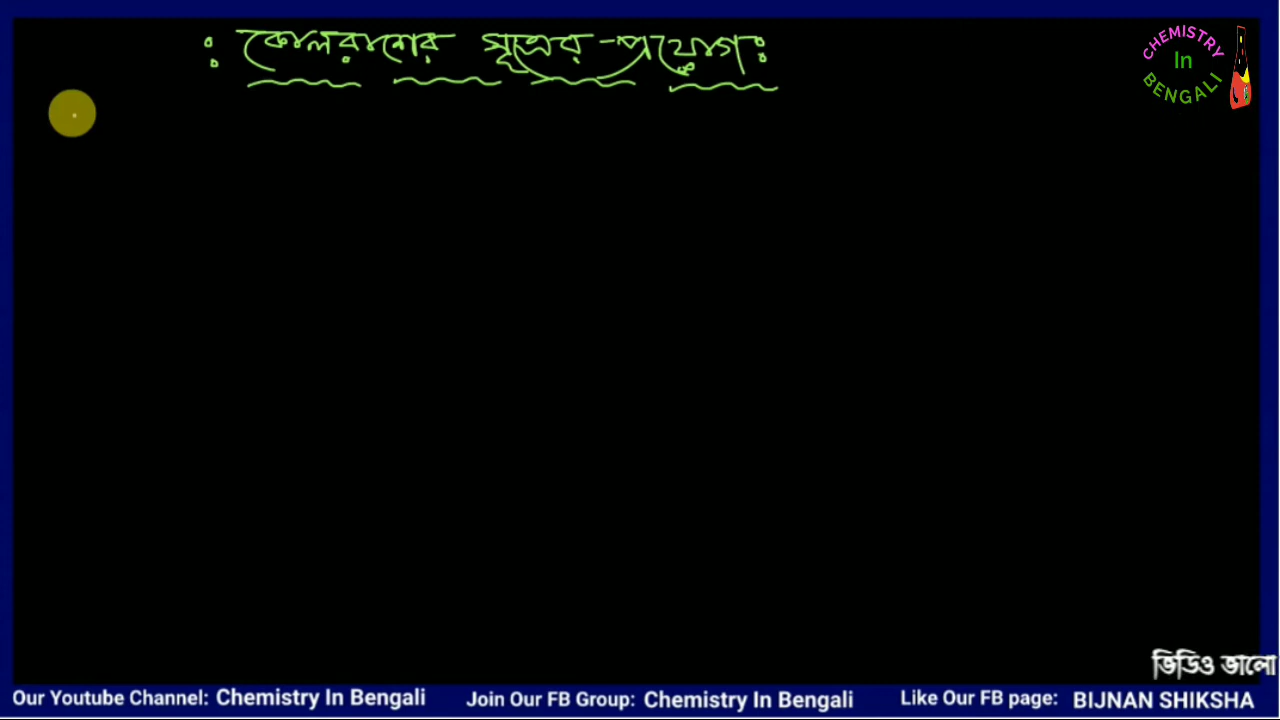 : কোলরাশের সূত্রের প্রয়োগ :
CHEMISTRY
In
BENGALI
ভিডিও ভালো
Our Youtube Channel: Chemistry In Bengali Join Our FB Group: Chemistry In Bengali Like Our FB page: BIJNAN SHIKSHA